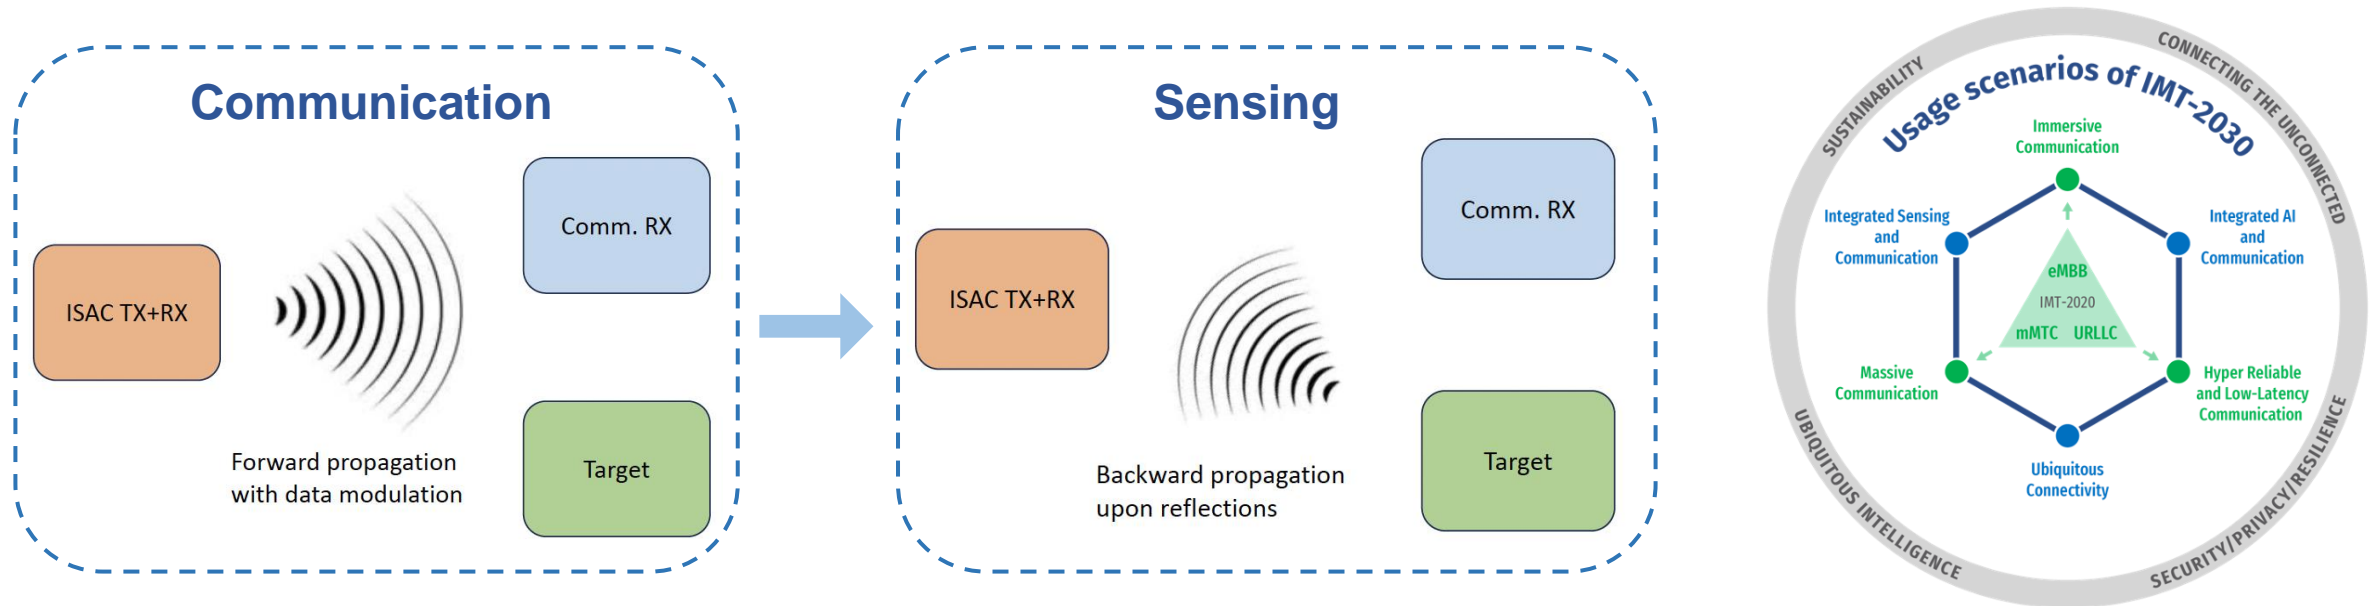 Communication
ISAC TX+RX
Comm. RX
Target
Forward propagation
with data modulation
Sensing
ISAC TX+RX
Comm. RX
Target
Backward propagation
upon reflections
SUSTAINABILITY
CONNECTING THE UNCONNECTED
UBIQUITOUS INTELLIGENCE
SECURITY/PRIVACY/RESILIENCE
Usage scenarios of IMT-2030
Immersive
Communication
Integrated Sensing
and
Communication
Integrated AI
and
Communication
eMBB
IMT-2020
mMTC URLLC
Massive
Communication
Hyper Reliable
and Low-Latency
Communication
Ubiquitous
Connectivity